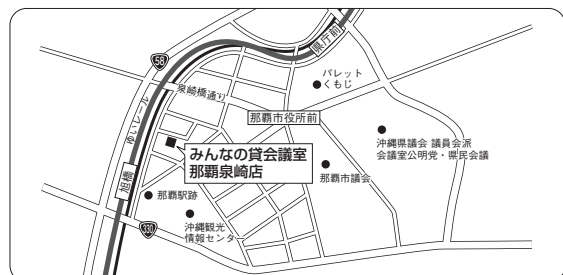 県庁前
58
パレット
くもじ
泉崎橋通り
ゆいレール
那覇市役所前
沖縄県議会 議員会派
会議室公明党・県民会議
みんなの貸会議室
那覇泉崎店
那覇市議会
旭橋
那覇駅跡
沖縄観光
情報センター
330